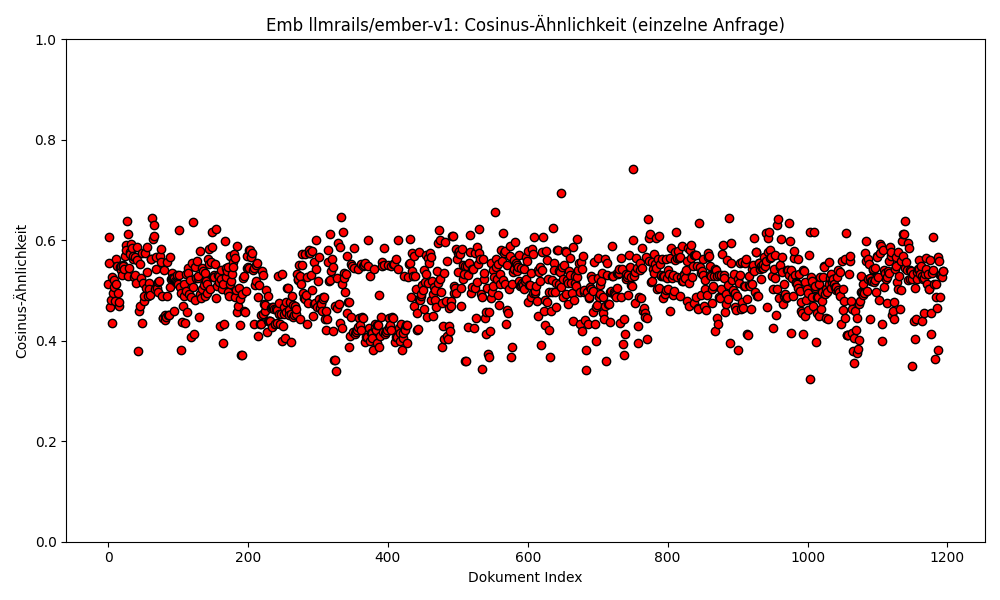 Emb llmrails/ember-v1: Cosinus-Ähnlichkeit (einzelne Anfrage)
1.0
0.8
0.6
0.4
0.2
0.0
Cosinus-Ähnlichkeit
0 200 400 600 800 1000 1200
Dokument Index